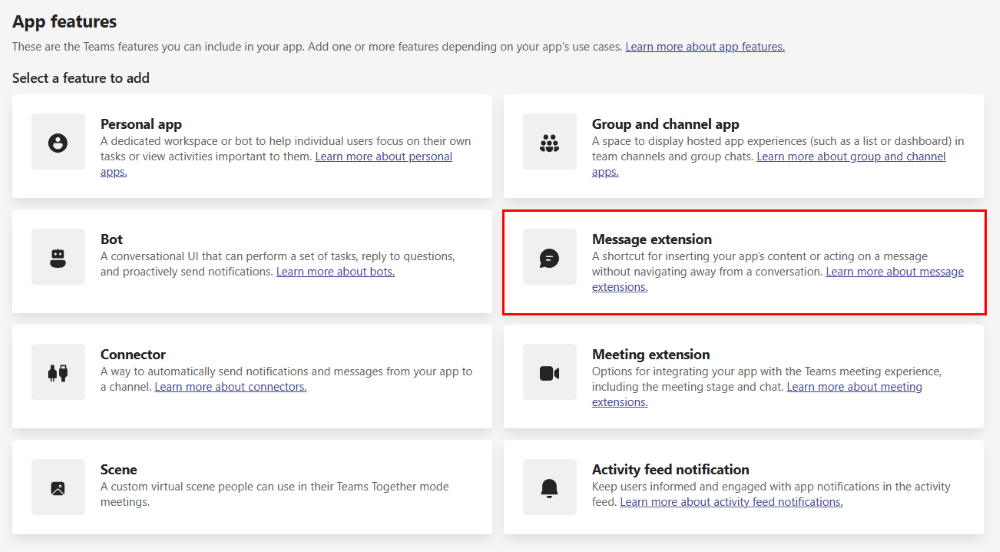 App features
These are the Teams features you can include in your app. Add one or more features depending on your app's use cases. Learn more about app features.
Select a feature to add
Personal app
A dedicated workspace or bot to help individual users focus on their own
tasks or view activities important to them. Learn more about personal
apps.
Group and channel app
A space to display hosted app experiences (such as a list or dashboard) in
team channels and group chats. Learn more about group and channel
apps.
Bot
A conversational UI that can perform a set of tasks, reply to questions,
and proactively send notifications. Learn more about bots.
Message extension
A shortcut for inserting your app's content or acting on a message
without navigating away from a conversation. Learn more about message
extensions.
Connector
A way to automatically send notifications and messages from your app to
a channel. Learn more about connectors.
Meeting extension
Options for integrating your app with the Teams meeting experience,
including the meeting stage and chat. Learn more about meeting
extensions.
Scene
A custom virtual scene people can use in their Teams Together mode
meetings.
Activity feed notification
Keep users informed and engaged with app notifications in the activity
feed. Learn more about activity feed notifications.